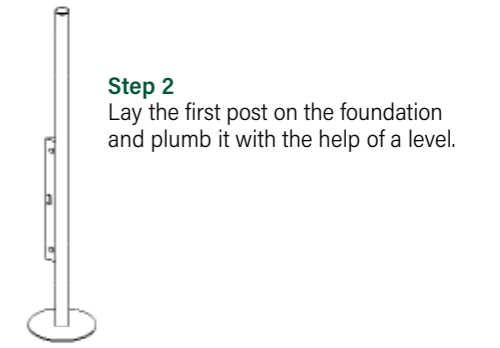 Step 2
Lay the first post on the foundation
and plumb it with the help of a level.